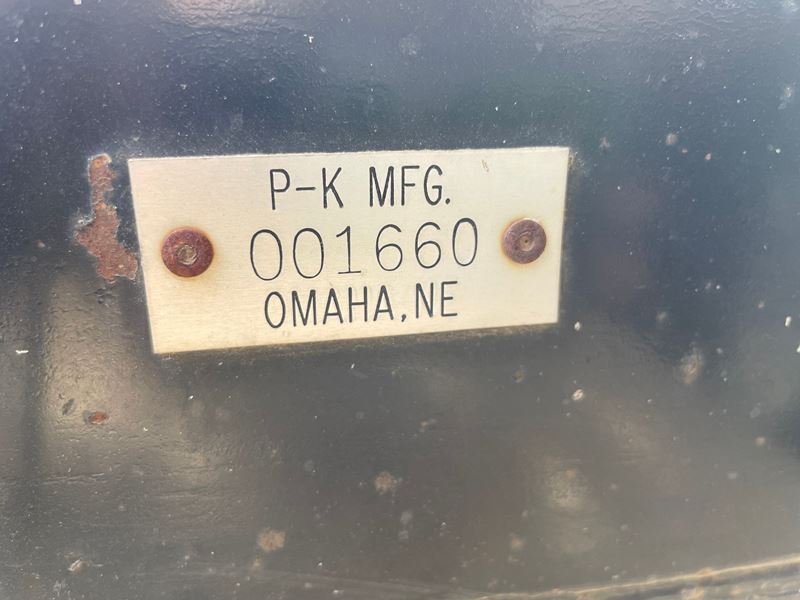 P-K MFG.
001660
OMAHA, NE